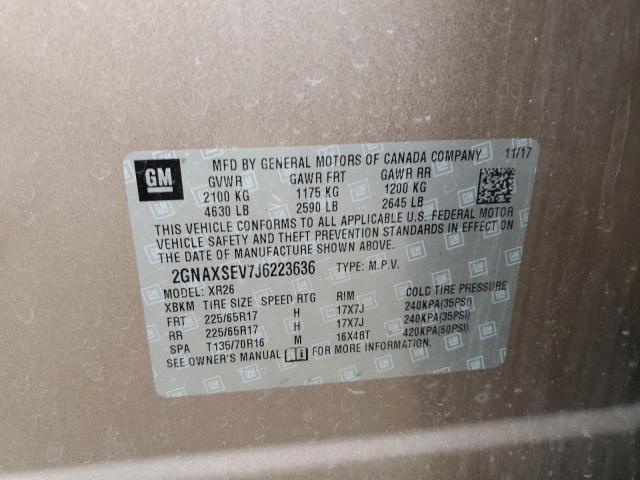 GM
MFD BY GENERAL MOTORS OF CANADA COMPANY 11/17
GVWR GAWR FRT GAWR RR
2100 KG 1175 KG 1200 KG
4630 LB 2590 LB 2645 LB
THIS VEHICLE CONFORMS TO ALL APPLICABLE U.S. FEDERAL MOTOR
VEHICLE SAFETY AND THEFT PREVENTION STANDARDS IN EFFECT ON
THE DATE OF MANUFACTURE SHOWN ABOVE.
2GNAXSEV7J6223636 TYPE: M.P.V.
MODEL: XR26
XBKM TIRE SIZE SPEED RTG RIM COLD TIRE PRESSURE
FRT 225/65R17 H 17X7J 240KPA(35PSI)
RR 225/65R17 H 17X7J 240KPA(35PSI)
SPA T135/70R16 M 16X4BT 420KPA(60PSI)
SEE OWNER'S MANUAL FOR ADDITIONAL INFORMATION.